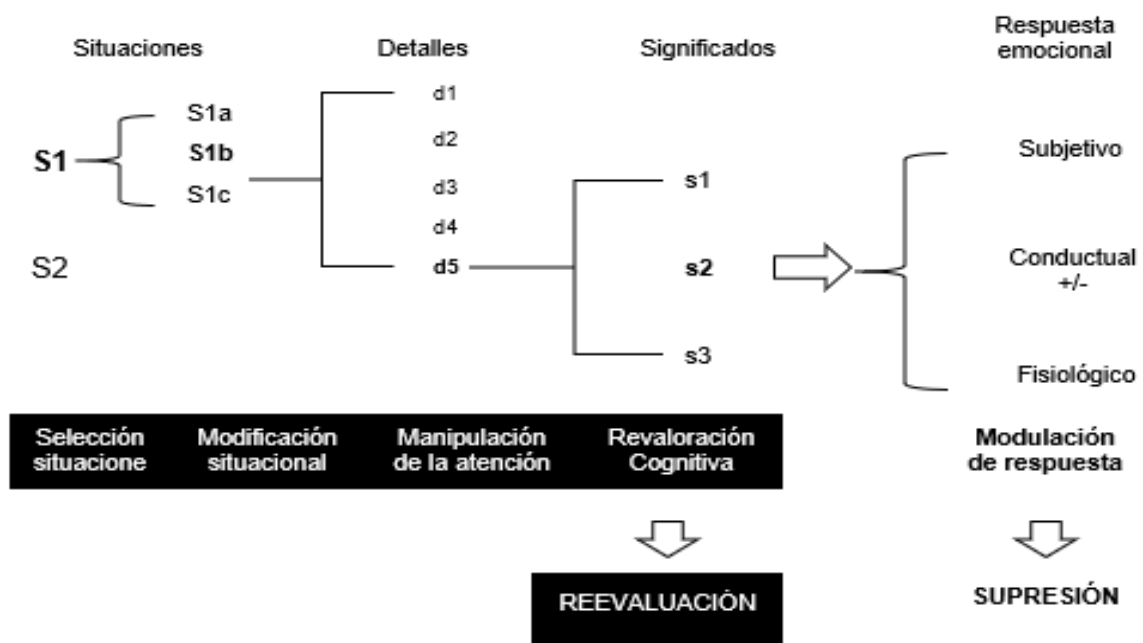 Situaciones
Detalles
Significados
Respuesta
emocional
S1
S1a
S1b
S1c
S2
d1
d2
d3
d4
d5
s1
s2
s3
Subjetivo
Conductual
+/-
Fisiológico
Selección
situacione
Modificación
situacional
Manipulación
de la atención
Revaloración
Cognitiva
Modulación
de respuesta
REEVALUACIÓN
SUPRESIÓN